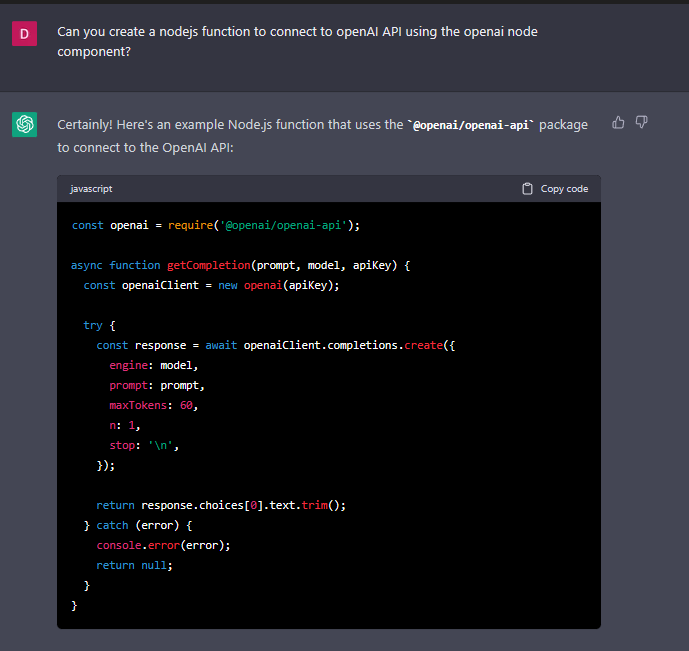 D
Can you create a nodejs function to connect to openAI API using the openai node
component?
Certainly! Here's an example Node.js function that uses the `@openai/openai-api` package
to connect to the OpenAI API:
javascript
Copy code
const openai = require('@openai/openai-api');
async function getCompletion(prompt, model, apiKey) {
const openaiClient = new openai(apiKey);
try {
const response = await openaiClient.completions.create({
engine: model,
prompt: prompt,
maxTokens: 60,
n: 1,
stop: '\n',
});
return response.choices[0].text.trim();
} catch (error) {
console.error(error);
return null;
}
}